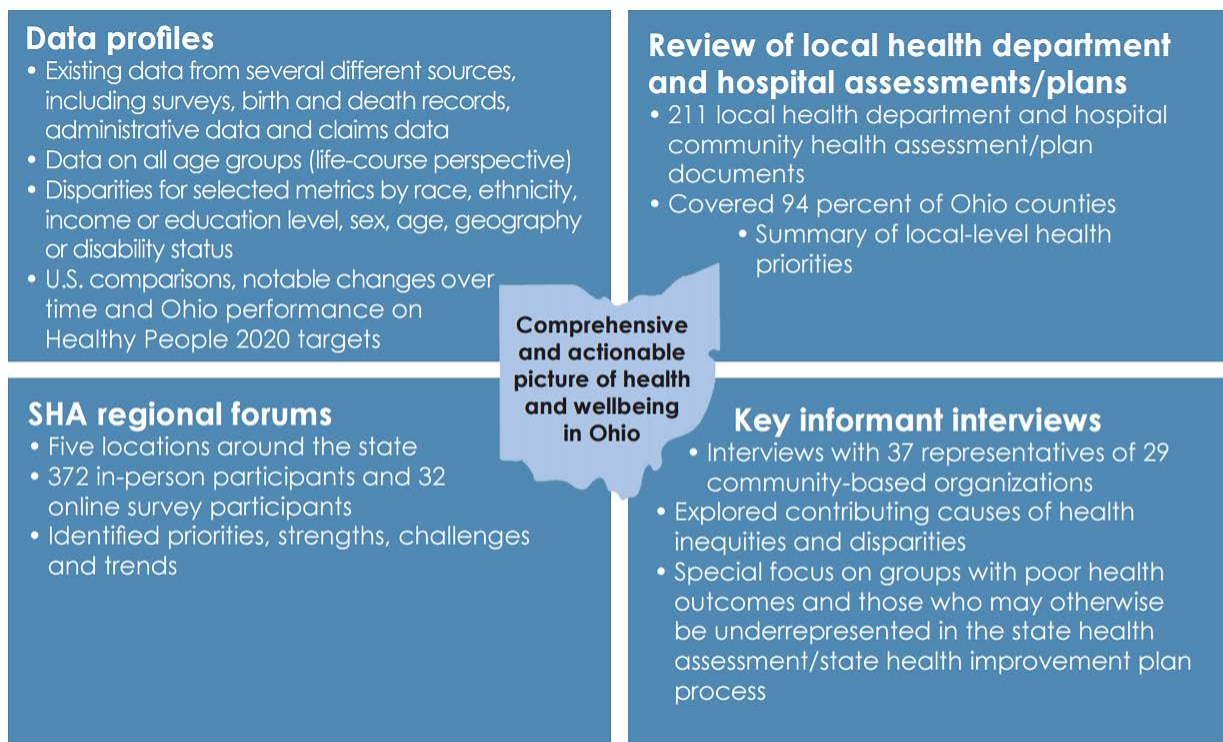 Data profiles
• Existing data from several different sources,
including surveys, birth and death records,
administrative data and claims data
• Data on all age groups (life-course perspective)
• Disparities for selected metrics by race, ethnicity,
income or education level, sex, age, geography
or disability status
• U.S. comparisons, notable changes over
time and Ohio performance on
Healthy People 2020 targets
Review of local health department
and hospital assessments/plans
• 211 local health department and hospital
community health assessment/plan
documents
• Covered 94 percent of Ohio counties
• Summary of local-level health
priorities
Comprehensive
and actionable
picture of health
and wellbeing
in Ohio
SHA regional forums
• Five locations around the state
• 372 in-person participants and 32
online survey participants
• Identified priorities, strengths, challenges
and trends
Key informant interviews
• Interviews with 37 representatives of 29
community-based organizations
• Explored contributing causes of health
inequities and disparities
• Special focus on groups with poor health
outcomes and those who may otherwise
be underrepresented in the state health
assessment/state health improvement plan
process